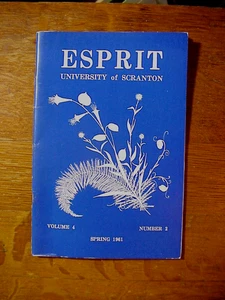 ESPRIT
UNIVERSITY of SCRANTON
VOLUME 4
NUMBER 2
SPRING 1961